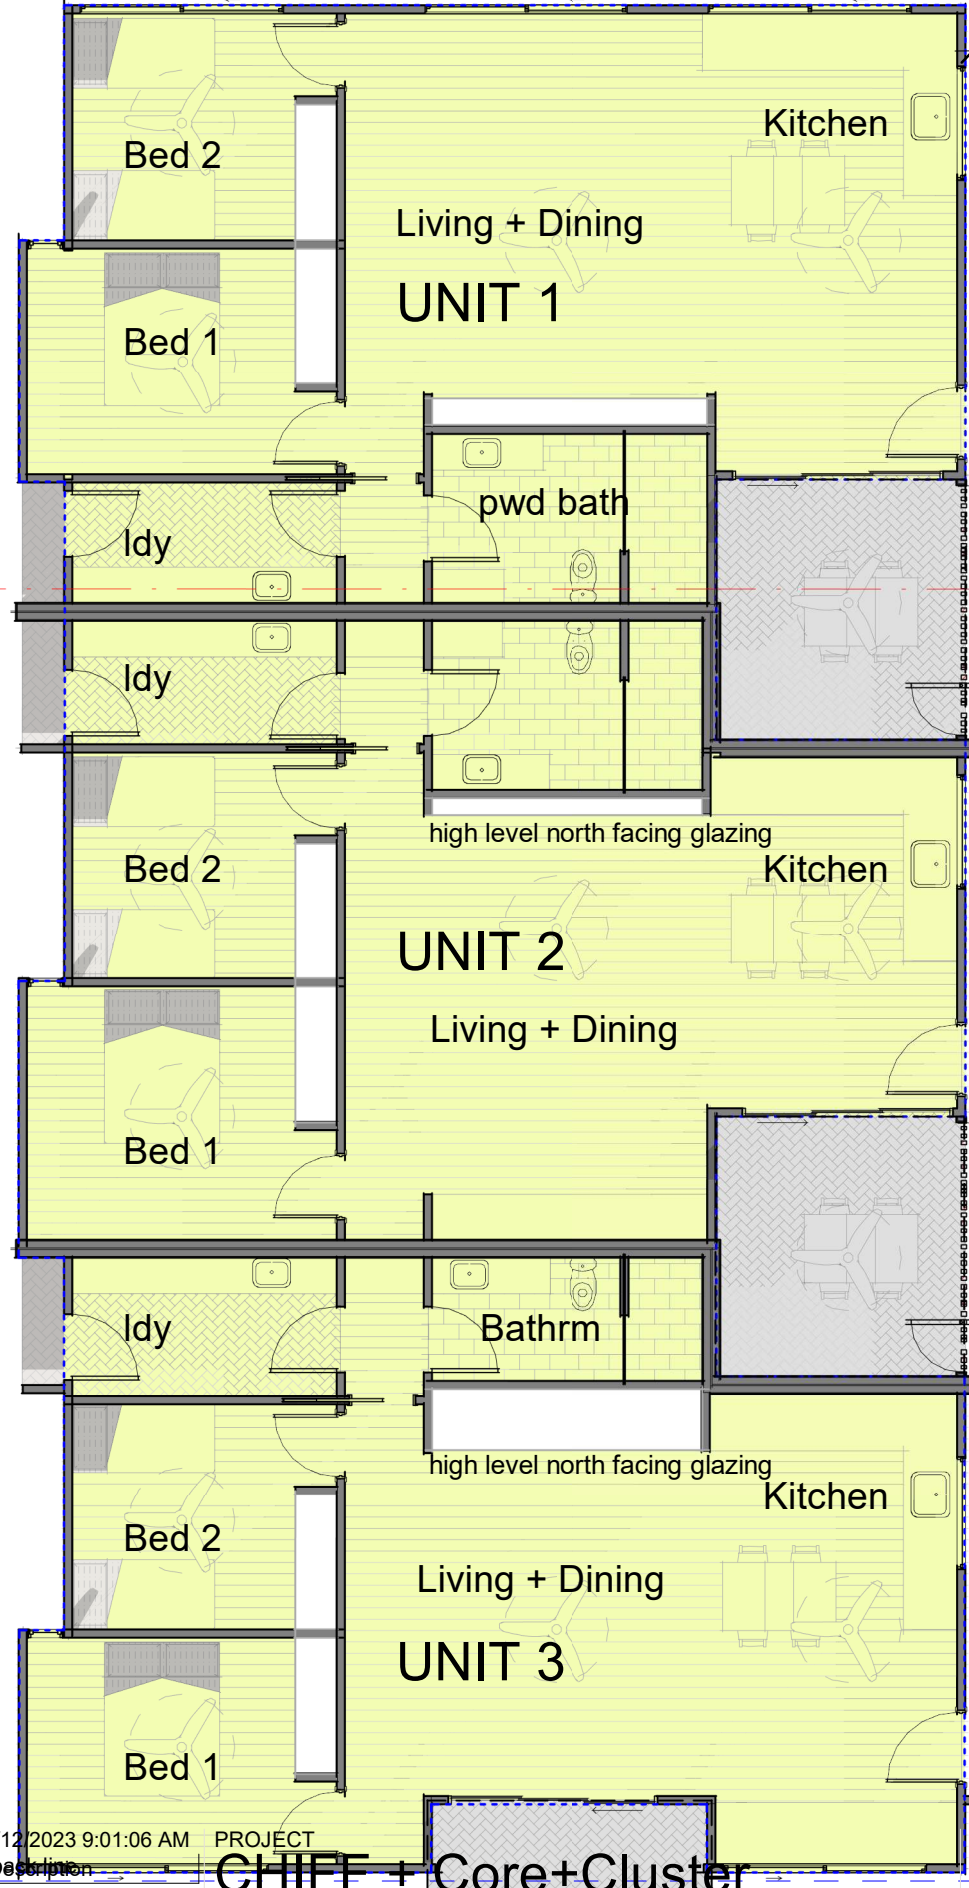 Kitchen
Bed 2
Living + Dining
UNIT 1
Bed 1
pwd bath
ldy
ldy
high level north facing glazing
Bed 2
Kitchen
UNIT 2
Living + Dining
Bed 1
ldy
Bathrm
high level north facing glazing
Kitchen
Bed 2
Living + Dining
UNIT 3
Bed 1
/12/2023 9:01:06 AM PROJECT
CHIFF + Core+Cluster